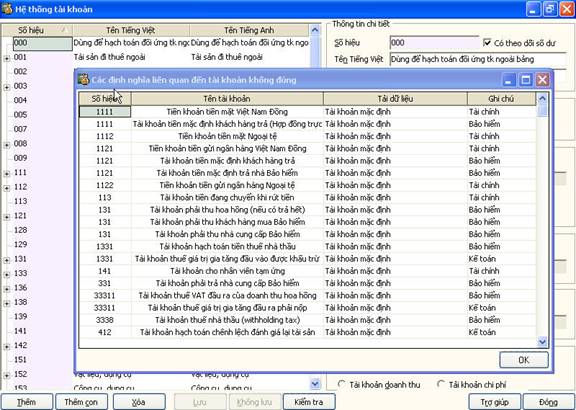 Hệ thống tài khoản
Số hiệu Tên Tiếng Việt Tên Tiếng Anh
000 Dùng để hạch toán đối ứng tk ngo Dùng để hạch toán đối ứng tk ngo
001 Tài sản đi thuê ngoài Tài sản đi thuê ngoài
002
003
004
007
008
009
111
112
113
121
128
129
131
133
136
138
139
141
142
144
151
152 Vật liệu, dụng cụ Vật liệu, dụng cụ
153 Công cụ, dụng cụ Công cụ, dụng cụ
Thông tin chi tiết
Số hiệu 000 Có theo dõi số dư
Tên Tiếng Việt Dùng để hạch toán đối ứng tk ngoài bảng
Các định nghĩa liên quan đến tài khoản không đúng
Số hiệu Tên tài khoản Tải dữ liệu Ghi chú
1111 Tiền khoản tiền mặt Việt Nam Đồng Tài khoản mặc định Tài chính
1111 Tài khoản tiền mặc định khách hàng trả (Hợp đồng trực Tài khoản mặc định Bảo hiểm
1112 Tiền khoản tiền mặt Ngoại tệ Tài khoản mặc định Tài chính
1121 Tiền khoản tiền gửi ngân hàng Việt Nam Đồng Tài khoản mặc định Tài chính
1121 Tài khoản tiền mặc định khách hàng trả Tài khoản mặc định Bảo hiểm
1121 Tài khoản tiền mặc định trả nhà Bảo hiểm Tài khoản mặc định Bảo hiểm
1122 Tiền khoản tiền gửi ngân hàng Ngoại tệ Tài khoản mặc định Tài chính
113 Tài khoản tiền đang chuyển khi rút tiền Tài khoản mặc định Tài chính
131 Tài khoản phải thu hoa hồng (nếu có trả hết) Tài khoản mặc định Bảo hiểm
131 Tài khoản phải thu khách hàng mua Bảo hiểm Tài khoản mặc định Bảo hiểm
131 Tài khoản phải thu nhà cung cấp Bảo hiểm Tài khoản mặc định Bảo hiểm
1331 Tài khoản hạch toán tiền thuế nhà thầu Tài khoản mặc định Bảo hiểm
1331 Tài khoản thuế giá trị gia tăng đầu vào được khấu trừ Tài khoản mặc định Kế toán
141 Tài khoản cho nhân viên tạm ứng Tài khoản mặc định Tài chính
331 Tài khoản phải trả nhà cung cấp Bảo hiểm Tài khoản mặc định Bảo hiểm
33311 Tài khoản thuế VAT đầu ra của doanh thu hoa hồng Tài khoản mặc định Bảo hiểm
33311 Tài khoản thuế giá trị gia tăng đầu ra phải nộp Tài khoản mặc định Kế toán
3338 Tài khoản thuế nhà thầu (withholding tax) Tài khoản mặc định Bảo hiểm
412 Tài khoản hạch toán chênh lệch đánh giá lại tài sản Tài khoản mặc định Kế toán
OK
Tài khoản doanh thu Tài khoản chi phí
Thêm Thêm con Xóa Lưu Không lưu Kiểm tra Trợ giúp Đóng